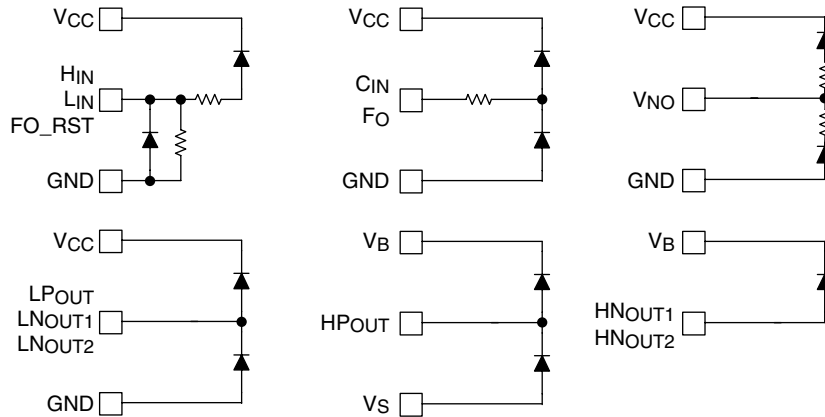 VCC
HIN
LIN
FO_RST
GND
VCC
CIN
FO
GND
VCC
VNO
GND
VCC
LPOUT
LNOUT1
LNOUT2
GND
VB
HPOUT
VS
VB
HNOUT1
HNOUT2